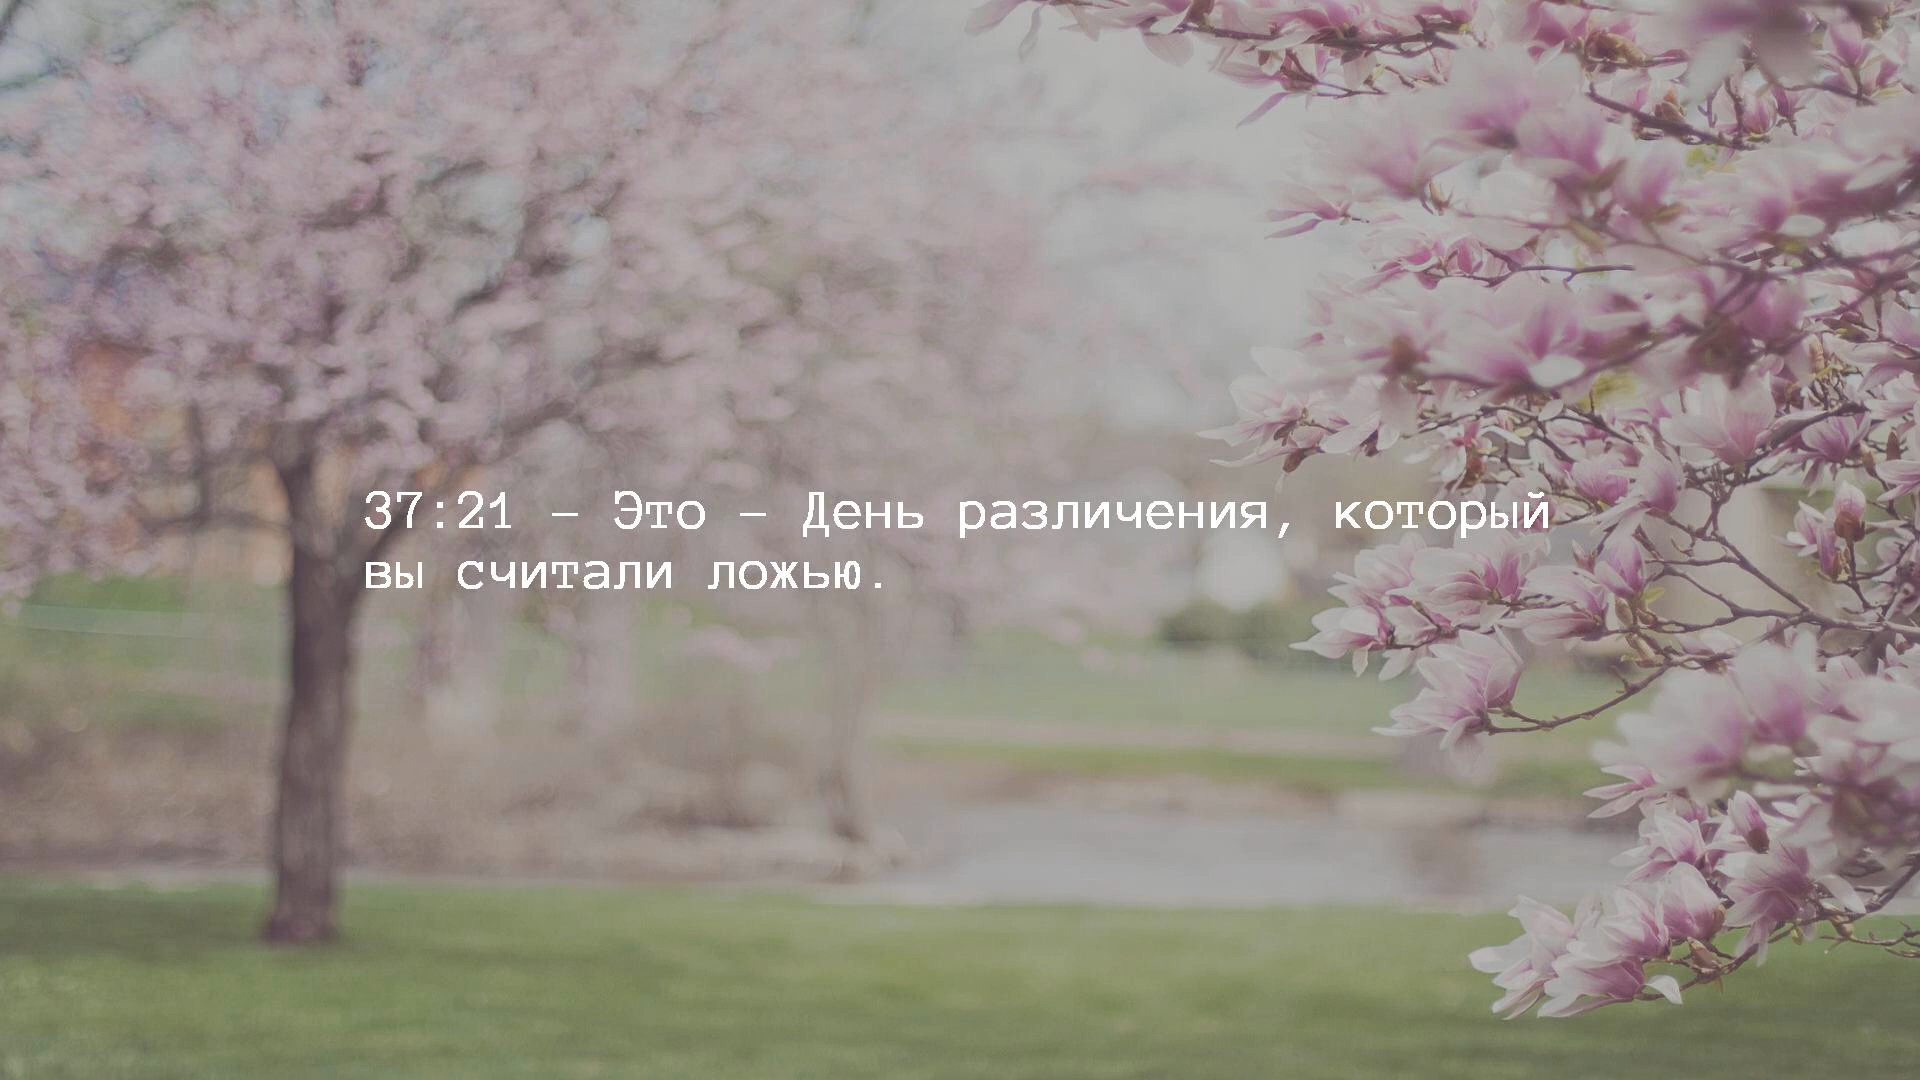 37:21 – Это – День различения, который
вы считали ложью.